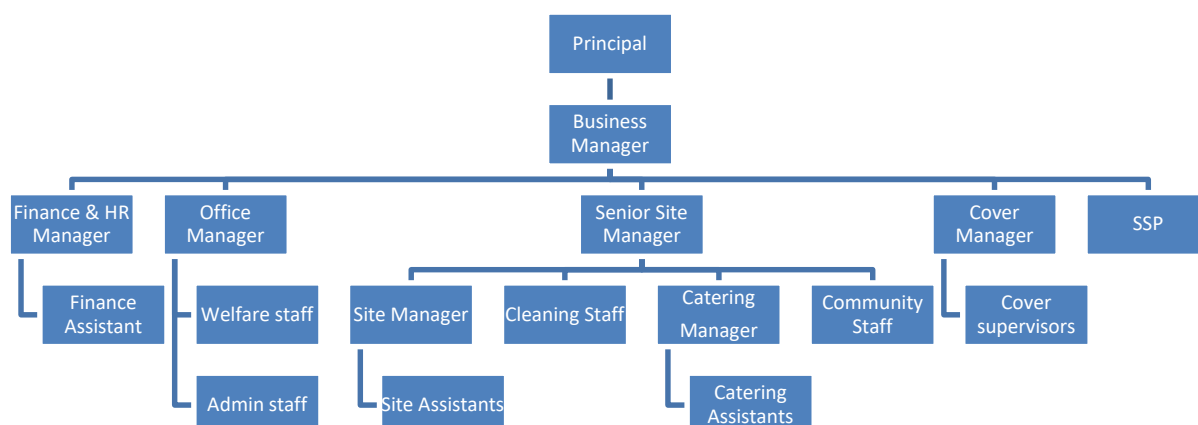 Principal
Business
Manager
Finance & HR
Manager
Office
Manager
Senior Site
Manager
Cover
Manager
SSP
Finance
Assistant
Welfare staff
Site Manager
Cleaning Staff
Catering
Manager
Community
Staff
Cover
supervisors
Admin staff
Site Assistants
Catering
Assistants